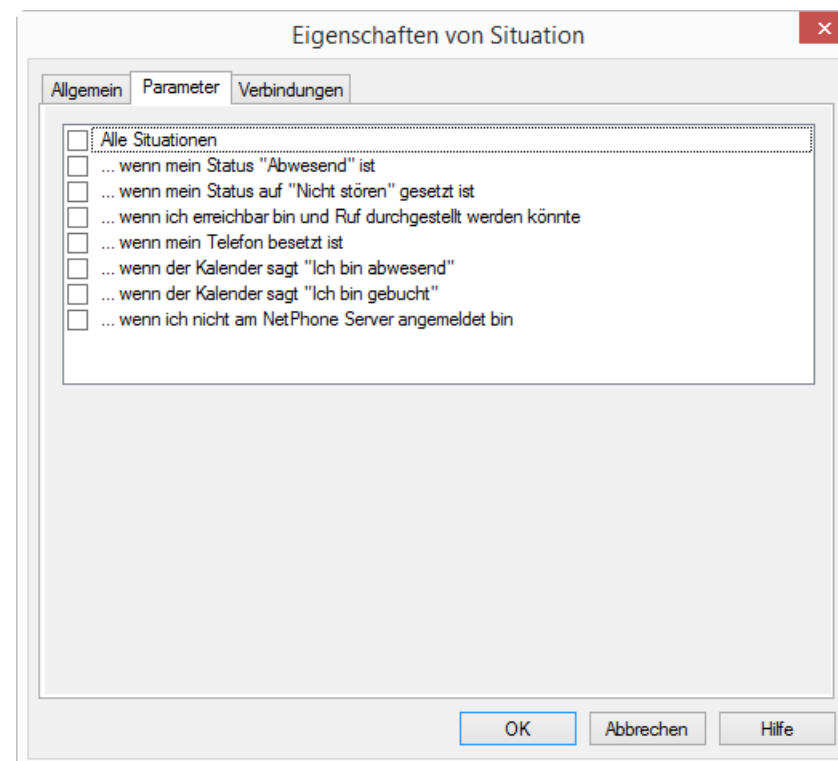 Eigenschaften von Situation
Allgemein Parameter Verbindungen
Alle Situationen
... wenn mein Status "Abwesend" ist
... wenn mein Status auf "Nicht stören" gesetzt ist
... wenn ich erreichbar bin und Ruf durchgestellt werden könnte
... wenn mein Telefon besetzt ist
... wenn der Kalender sagt "Ich bin abwesend"
... wenn der Kalender sagt "Ich bin gebucht"
... wenn ich nicht am NetPhone Server angemeldet bin
OK Abbrechen Hilfe